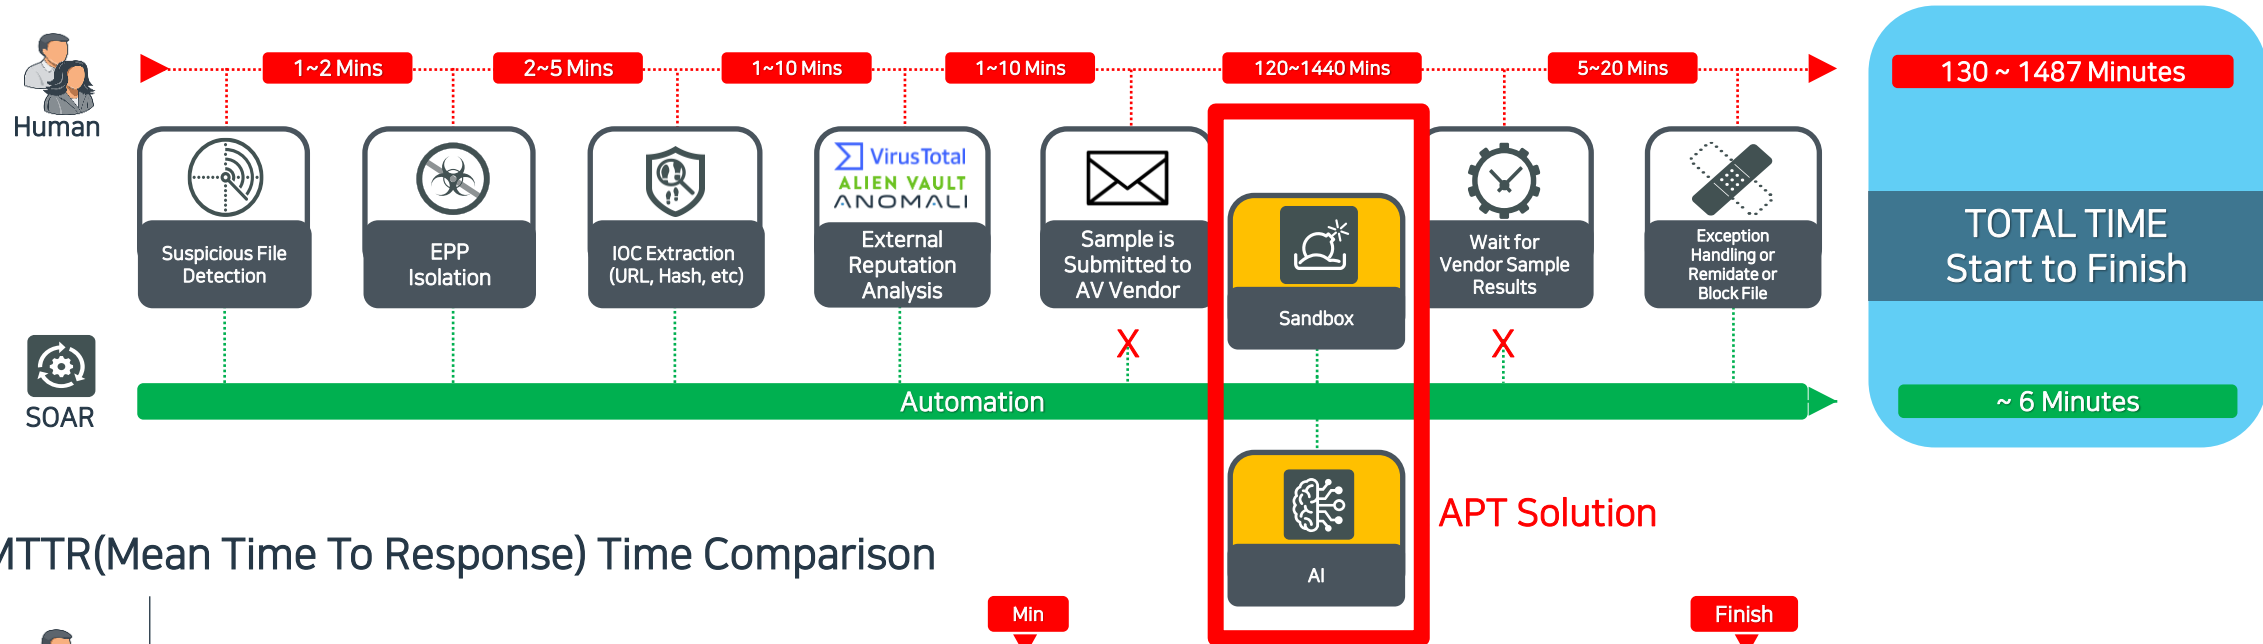 1~2 Mins
2~5 Mins
1~10 Mins
1~10 Mins
120~1440 Mins
5~20 Mins
130 ~ 1487 Minutes
Human
Suspicious File
Detection
EPP
Isolation
IOC Extraction
(URL, Hash, etc)
VirusTotal
ALIEN VAULT
ANOMALI
External
Reputation
Analysis
Sample is
Submitted to
AV Vendor
Sandbox
Wait for
Vendor Sample
Results
Exception
Handling or
Remidate or
Block File
TOTAL TIME
Start to Finish
X
X
SOAR
Automation
~ 6 Minutes
AI
APT Solution
MTTR(Mean Time To Response) Time Comparison
Min
Finish